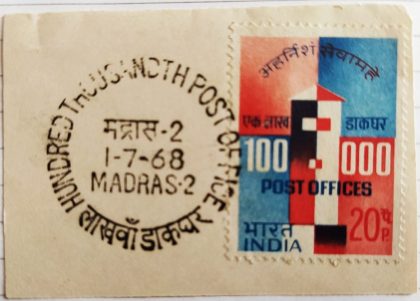 HUNDRED THOUSANDTH POST OFFICE
मद्रास-2
1-7-68
MADRAS-2
लाखवाँ डाकघर
अहर्निशं सेवामहे
एक लाख डाकघर
100 000
POST OFFICES
भारत 20 पै.
INDIA P.